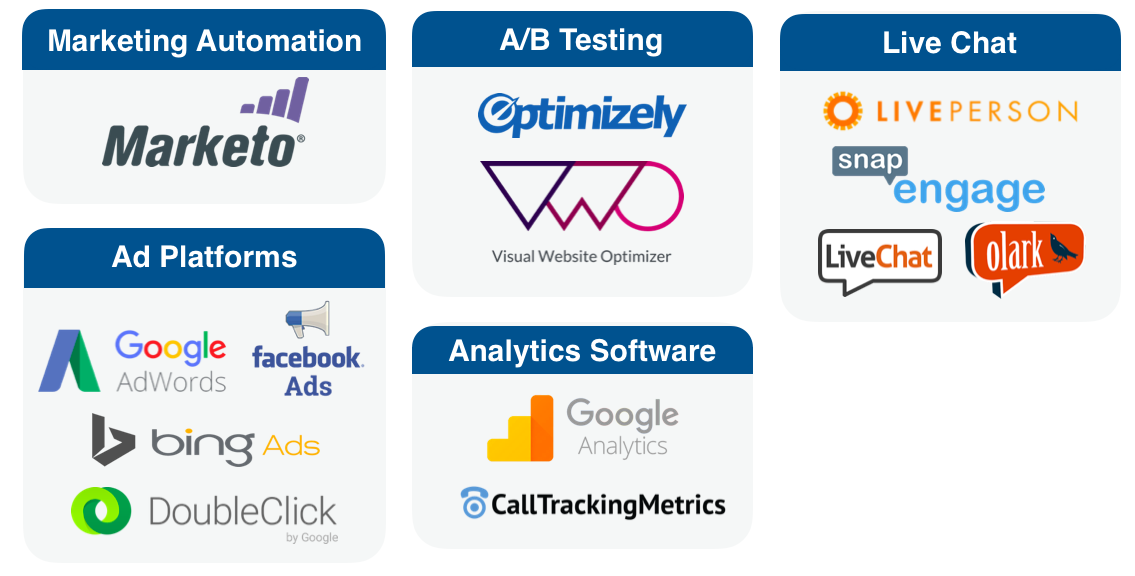 Marketing Automation
Marketo®
Ad Platforms
Google
AdWords
facebook.
Ads
bing Ads
DoubleClick
by Google
A/B Testing
Optimizely
VWO
Visual Website Optimizer
Analytics Software
Google
Analytics
CallTrackingMetrics
Live Chat
LIVEPERSON
snap
engage
LiveChat
olark